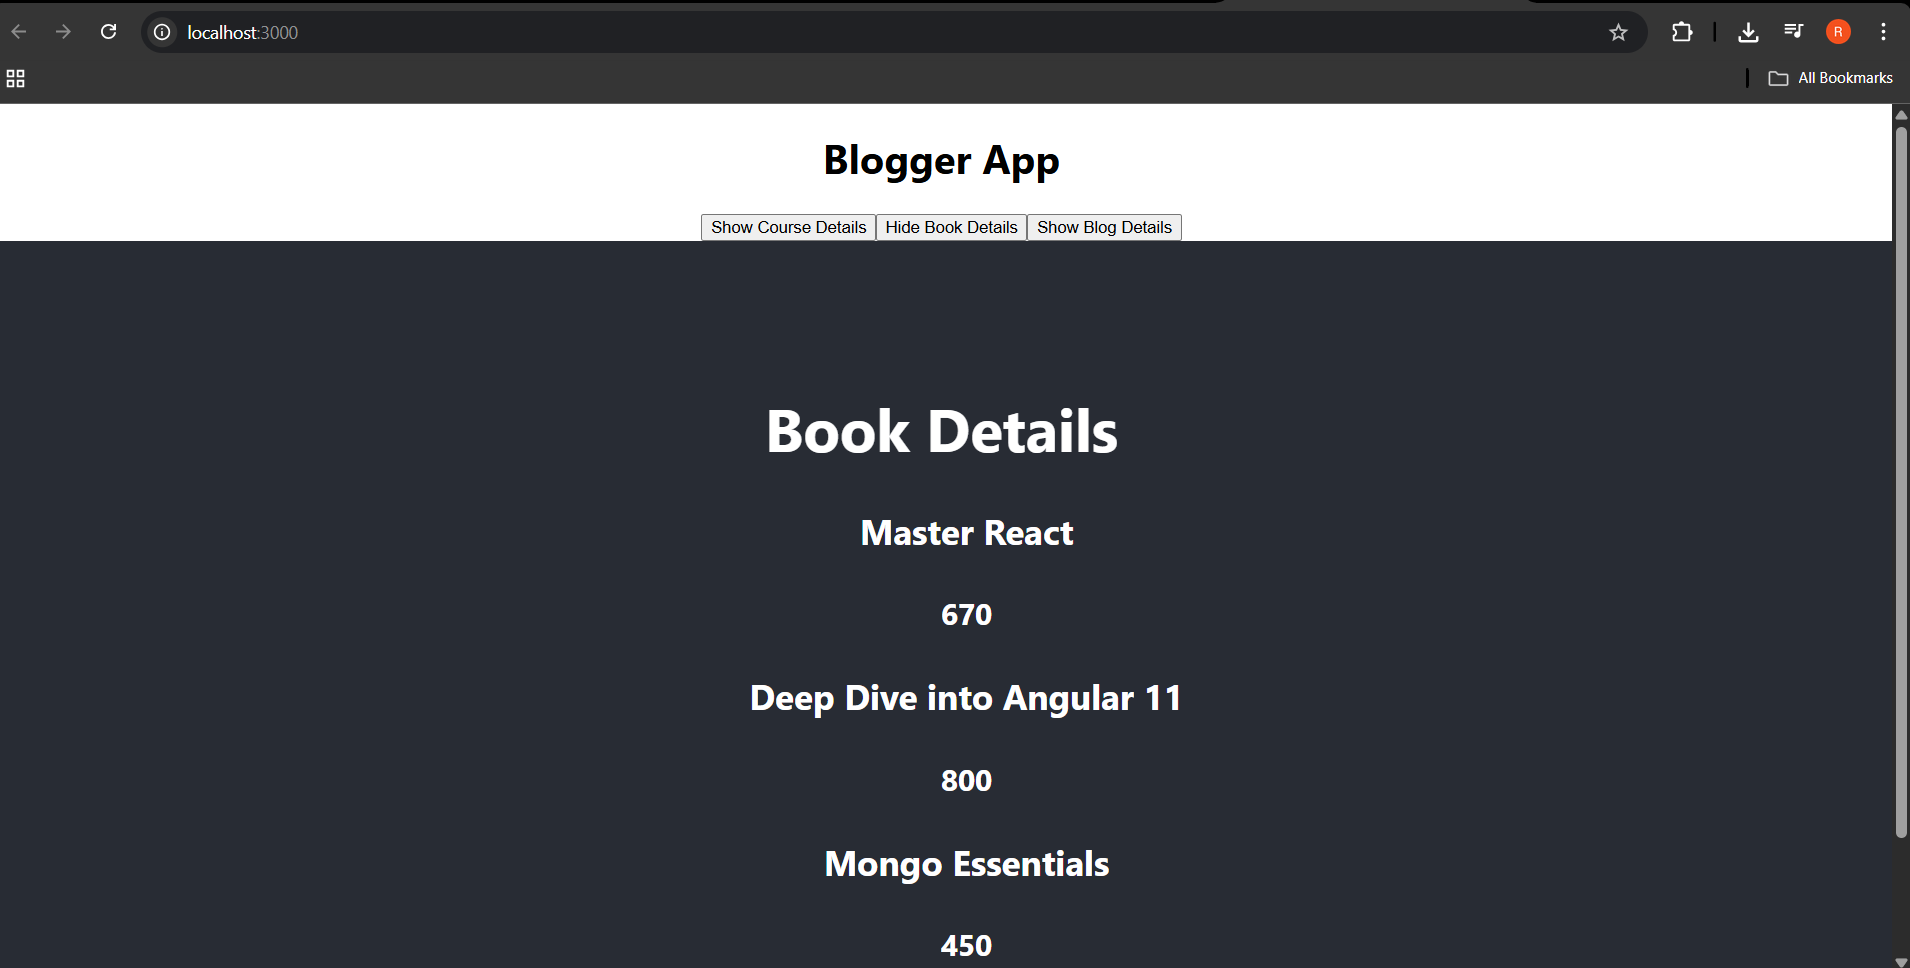 localhost:3000
R
All Bookmarks
Blogger App
Show Course Details Hide Book Details Show Blog Details
Book Details
Master React
670
Deep Dive into Angular 11
800
Mongo Essentials
450